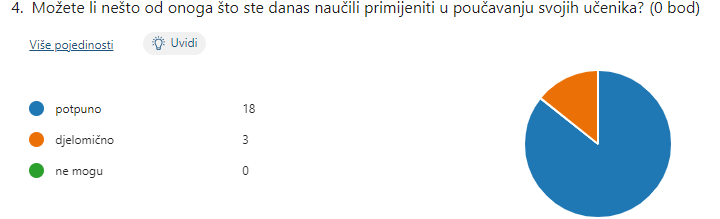 4. Možete li nešto od onoga što ste danas naučili primijeniti u poučavanju svojih učenika? (0 bod)
Više pojedinosti
Uvidi
potpuno 18
djelomično 3
ne mogu 0